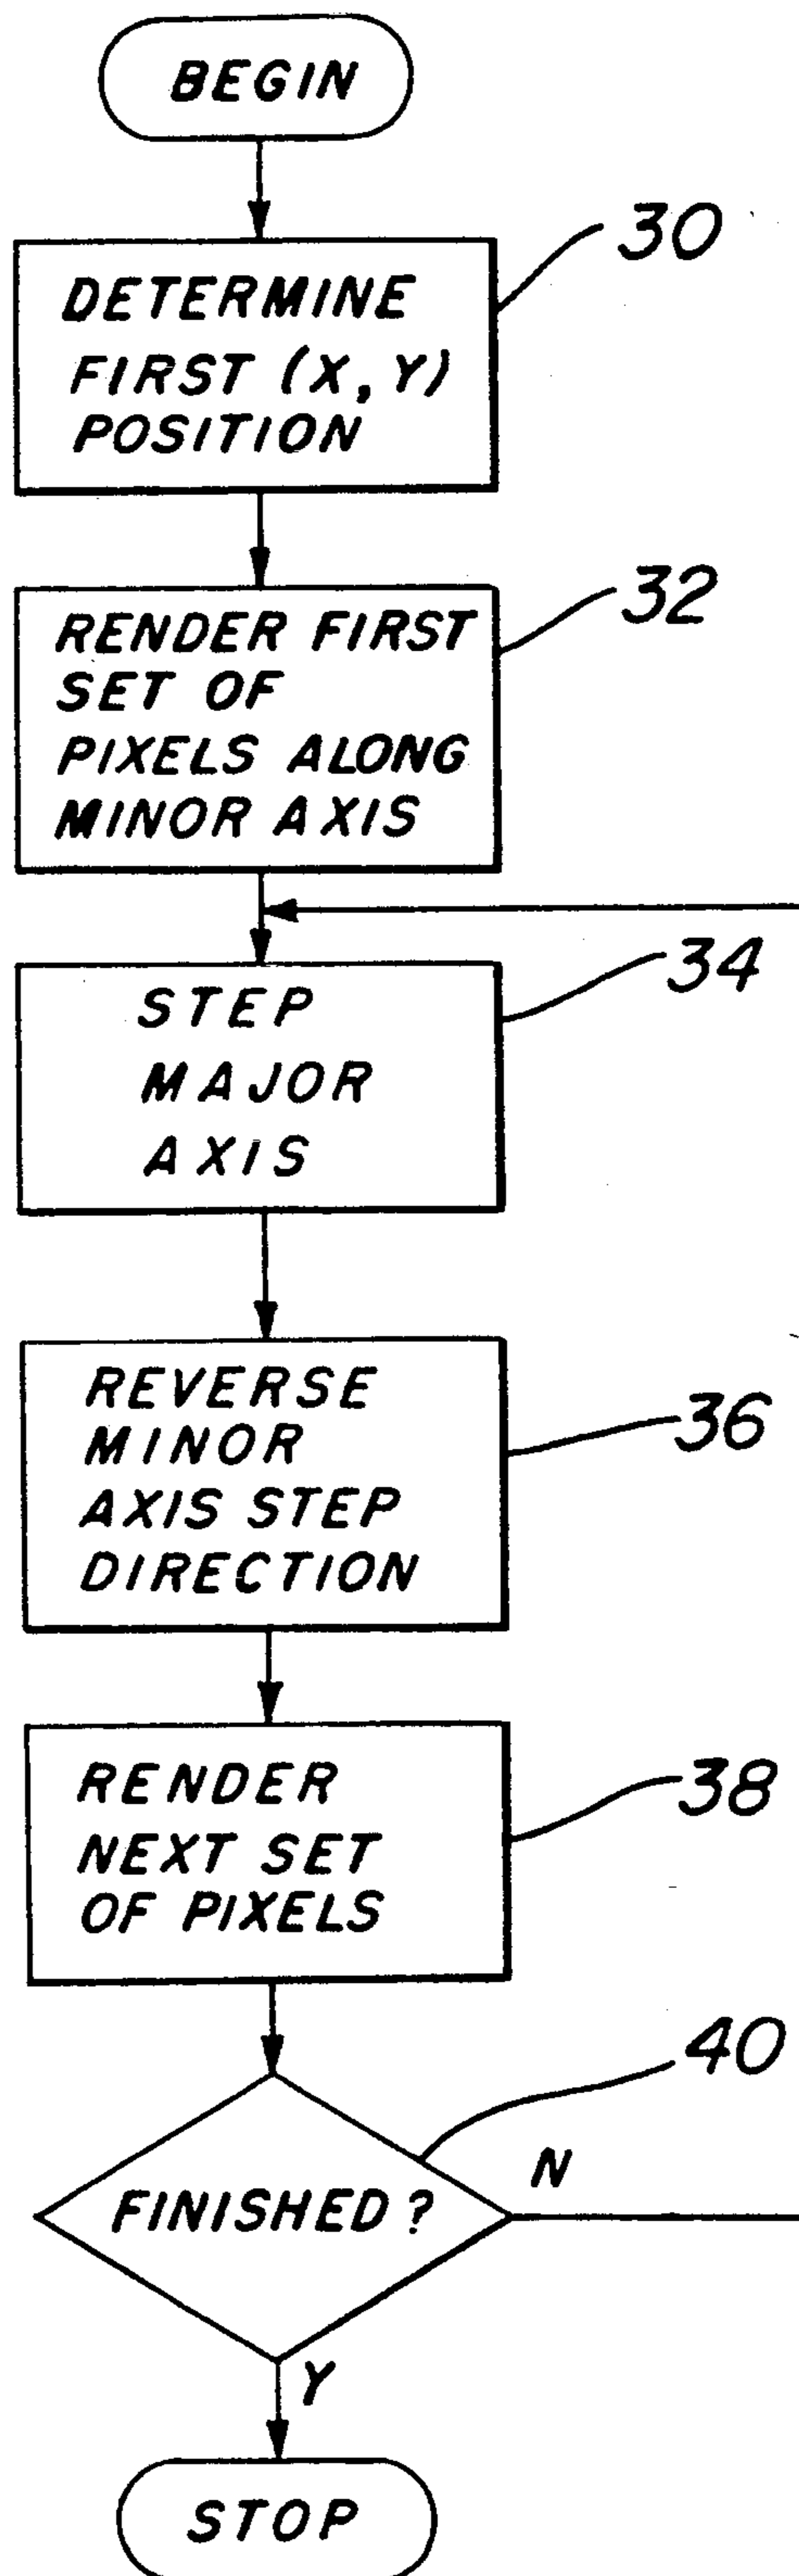 BEGIN
30
DETERMINE
FIRST (X, Y)
POSITION
32
RENDER FIRST
SET OF
PIXELS ALONG
MINOR AXIS
34
STEP
MAJOR
AXIS
36
REVERSE
MINOR
AXIS STEP
DIRECTION
38
RENDER
NEXT SET
OF PIXELS
40
N
FINISHED?
Y
STOP